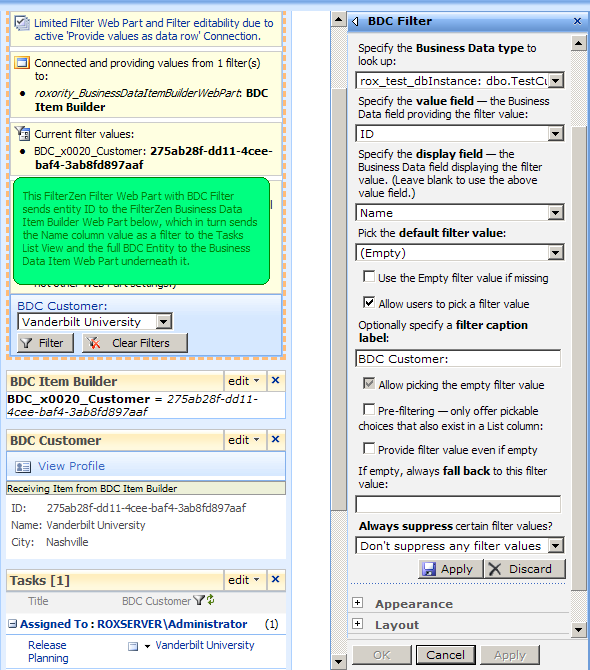 Limited Filter Web Part and Filter editability due to
active 'Provide values as data row' Connection.
Connected and providing values from 1 filter(s)
to:
roxority_BusinessDataItemBuilderWebPart: BDC
Item Builder
Current filter values:
BDC_x0020_Customer: 275ab28f-dd11-4cee-
baf4-3ab8fd897aaf
This FilterZen Filter Web Part with BDC Filter
sends entity ID to the FilterZen Business Data
Item Builder Web Part below, which in turn sends
the Name column value as a filter to the Tasks
List View and the full BDC Entity to the Business
Data Item Web Part underneath it.
not other Web Part settings.)
BDC Customer:
Vanderbilt University
Filter
Clear Filters
BDC Item Builder
edit
BDC_x0020_Customer = 275ab28f-dd11-
4cee-baf4-3ab8fd897aaf
BDC Customer
edit
View Profile
Receiving Item from BDC Item Builder
ID: 275ab28f-dd11-4cee-baf4-3ab8fd897aaf
Name: Vanderbilt University
City: Nashville
Tasks [1]
edit
Title BDC Customer
Assigned To : ROXSERVER\Administrator (1)
Release
Planning
Vanderbilt University
BDC Filter
Specify the Business Data type to
look up:
rox_test_dbInstance: dbo.TestCu
Specify the value field — the Business
Data field providing the filter value:
ID
Specify the display field — the
Business Data field displaying the filter
value. (Leave blank to use the above
value field.)
Name
Pick the default filter value:
(Empty)
Use the Empty filter value if missing
Allow users to pick a filter value
Optionally specify a filter caption
label:
BDC Customer:
Allow picking the empty filter value
Pre-filtering — only offer pickable
choices that also exist in a List column:
Provide filter value even if empty
If empty, always fall back to this filter
value:
Always suppress certain filter values?
Don't suppress any filter values
Apply
Discard
Appearance
Layout
OK
Cancel
Apply